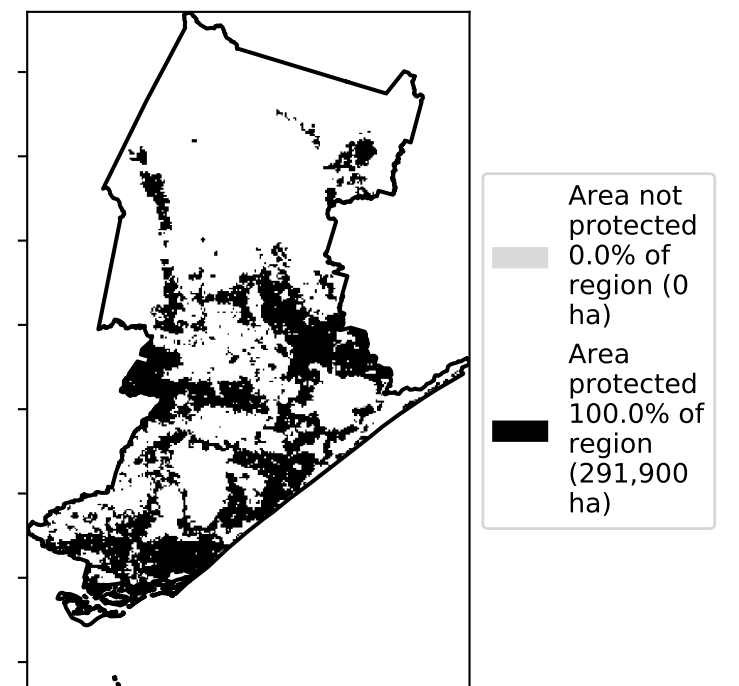 Area not
protected
0.0% of
region (0
ha)
Area
protected
100.0% of
region
(291,900
ha)